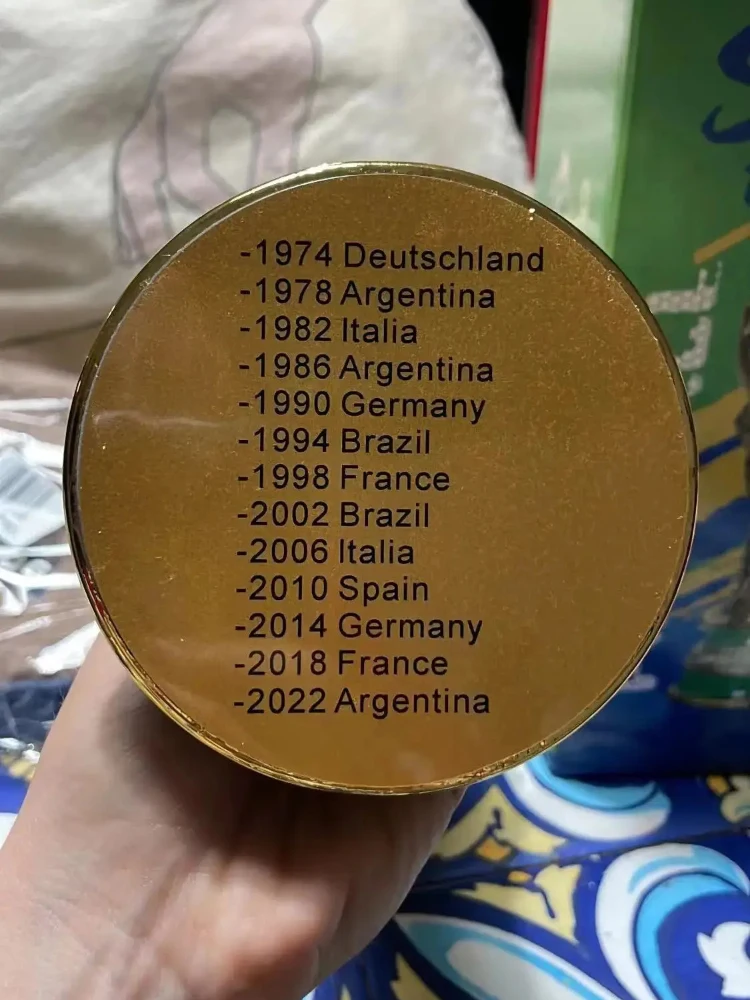 -1974 Deutschland
-1978 Argentina
-1982 Italia
-1986 Argentina
-1990 Germany
-1994 Brazil
-1998 France
-2002 Brazil
-2006 Italia
-2010 Spain
-2014 Germany
-2018 France
-2022 Argentina